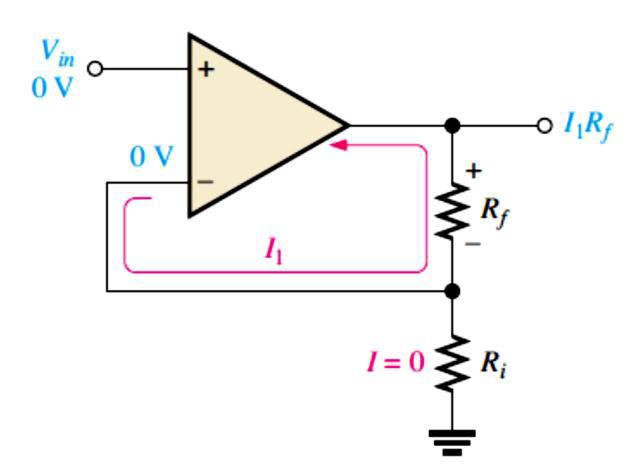 V_in
0 V
+
0 V
−
I_1R_f
+
R_f
−
I_1
I = 0
R_i